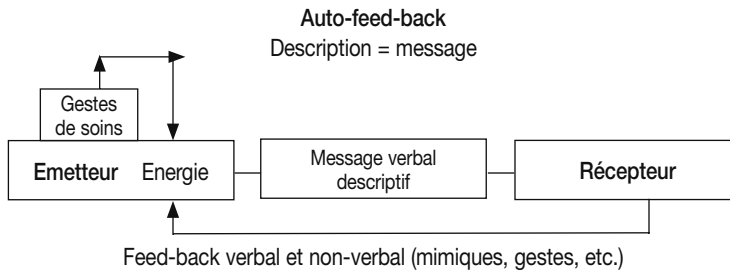 Auto-feed-back
Description = message
Gestes
de soins
Emetteur Energie
Message verbal
descriptif
Récepteur
Feed-back verbal et non-verbal (mimiques, gestes, etc.)